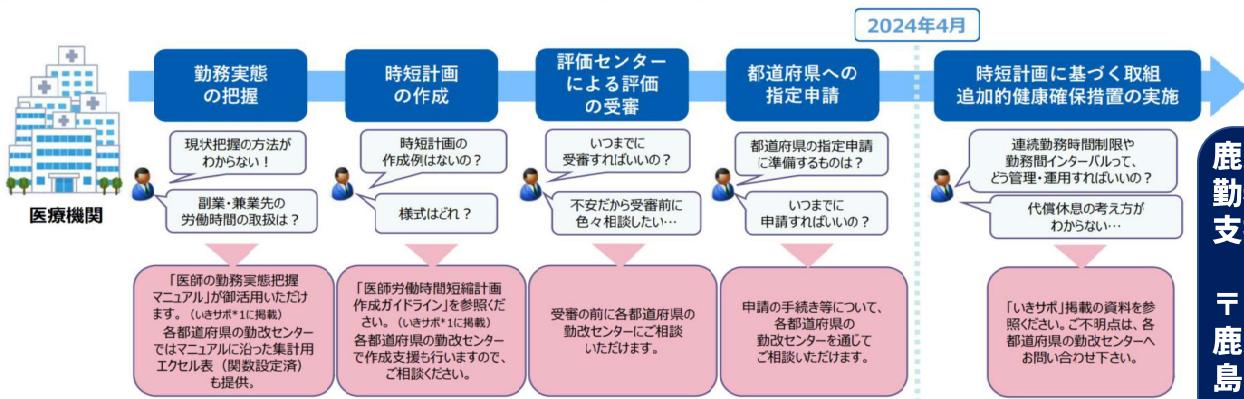 2024年4月
医療機関
勤務実態
の把握
現状把握の方法が
わからない！
副業・兼業先の
労働時間の取扱は？
「医師の勤務実態把握
マニュアル」が御活用いただけ
ます。（いきサポ*1に掲載）
各都道府県の勤改センター
ではマニュアルに沿った集計用
エクセル表（関数設定済）
も提供。
時短計画
の作成
時短計画の
作成例はないの？
様式はどれ？
「医師労働時間短縮計画
作成ガイドライン」を参照くだ
さい。（いきサポ*1に掲載）
各都道府県の勤改センター
で作成支援も行いますので、
ご相談ください。
評価センター
による評価
の受審
いつまでに
受審すればいいの？
不安だから受審前に
色々相談したい…
受審の前に各都道府県の
勤改センターにご相談
いただけます。
都道府県への
指定申請
都道府県の指定申請
に準備するものは？
いつまでに
申請すればいいの？
申請の手続き等について、
各都道府県の
勤改センターを通じて
ご相談いただけます。
時短計画に基づく取組
追加的健康確保措置の実施
連続勤務時間制限や
勤務間インターバルって、
どう管理・運用すればいいの？
代償休息の考え方が
わからない…
「いきサポ」掲載の資料を参
照ください。ご不明点は、各
都道府県の勤改センターへ
お問い合わせ下さい。
鹿
勤
支
〒
鹿
島